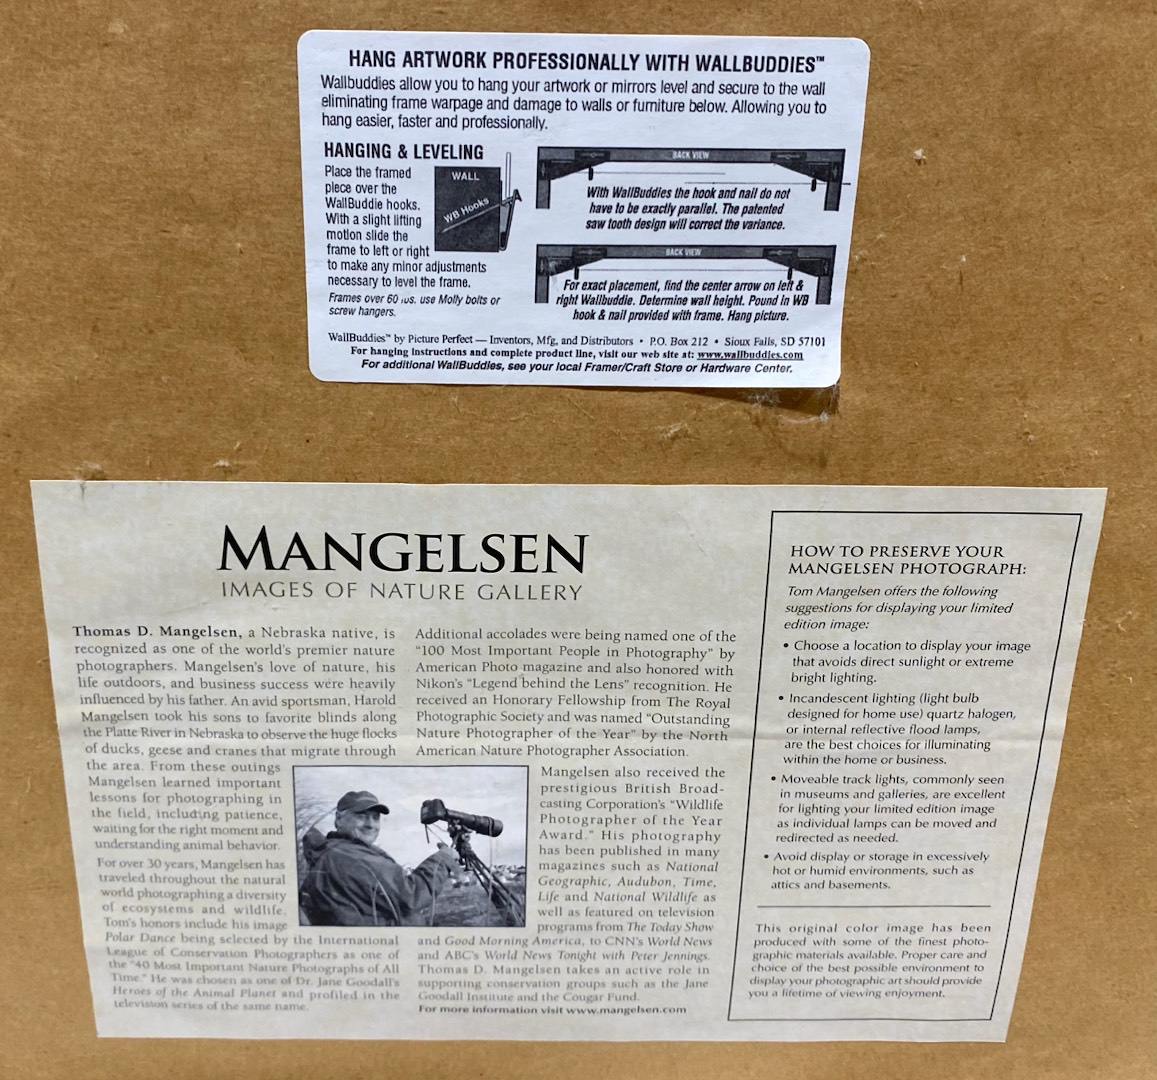 HANG ARTWORK PROFESSIONALLY WITH WALLBUDDIES™
Wallbuddies allow you to hang your artwork or mirrors level and secure to the wall
eliminating frame warpage and damage to walls or furniture below. Allowing you to
hang easier, faster and professionally.
HANGING & LEVELING
Place the framed
piece over the
WallBuddie hooks.
With a slight lifting
motion slide the
frame to left or right
to make any minor adjustments
necessary to level the frame.
Frames over 60 use Molly bolts or
screw hangers.
WALL
WB Hooks
BACK VIEW
With WallBuddies the hook and nail do not
have to be exactly parallel. The patented
saw tooth design will correct the variance.
BACK VIEW
For exact placement, find the center arrow on left &
right Wallbuddie. Determine wall height. Pound in WB
hook & nail provided with frame. Hang picture.
WallBuddies™ by Picture Perfect — Inventors, Mfg, and Distributors • P.O. Box 212 • Sioux Falls, SD 57101
For hanging instructions and complete product line, visit our web site at: www.wallbuddies.com
For additional WallBuddies, see your local Framer/Craft Store or Hardware Center.
MANGELSEN
IMAGES OF NATURE GALLERY
Thomas D. Mangelsen, a Nebraska native, is
recognized as one of the world's premier nature
photographers. Mangelsen's love of nature, his
life outdoors, and business success were heavily
influenced by his father. An avid sportsman, Harold
Mangelsen took his sons to favorite blinds along
the Platte River in Nebraska to observe the huge flocks
of ducks, geese and cranes that migrate through
the area. From these outings
Mangelsen learned important
lessons for photographing in
the field, including patience,
waiting for the right moment and
understanding animal behavior.
For over 30 years, Mangelsen has
traveled throughout the natural
world photographing a diversity
of ecosystems and wildlife.
Tom's honors include his image
Polar Dance being selected by the International
League of Conservation Photographers as one of
the "40 Most Important Nature Photographs of All
Time." He was chosen as one of Dr. Jane Goodall's
Heroes of the Animal Planet and profiled in the
television series of the same name.
Additional accolades were being named one of the
"100 Most Important People in Photography" by
American Photo magazine and also honored with
Nikon's "Legend behind the Lens" recognition. He
received an Honorary Fellowship from The Royal
Photographic Society and was named "Outstanding
Nature Photographer of the Year" by the North
American Nature Photographer Association.
Mangelsen also received the
prestigious British Broad-
casting Corporation's "Wildlife
Photographer of the Year
Award." His photography
has been published in many
magazines such as National
Geographic, Audubon, Time,
Life and National Wildlife as
well as featured on television
programs from The Today Show
and Good Morning America, to CNN's World News
and ABC's World News Tonight with Peter Jennings.
Thomas D. Mangelsen takes an active role in
supporting conservation groups such as the Jane
Goodall Institute and the Cougar Fund.
For more information visit www.mangelsen.com
HOW TO PRESERVE YOUR
MANGELSEN PHOTOGRAPH:
Tom Mangelsen offers the following
suggestions for displaying your limited
edition image:
• Choose a location to display your image
that avoids direct sunlight or extreme
bright lighting.
• Incandescent lighting (light bulb
designed for home use) quartz halogen,
or internal reflective flood lamps,
are the best choices for illuminating
within the home or business.
• Moveable track lights, commonly seen
in museums and galleries, are excellent
for lighting your limited edition image
as individual lamps can be moved and
redirected as needed.
• Avoid display or storage in excessively
hot or humid environments, such as
attics and basements.
This original color image has been
produced with some of the finest photo-
graphic materials available. Proper care and
choice of the best possible environment to
display your photographic art should provide
you a lifetime of viewing enjoyment.